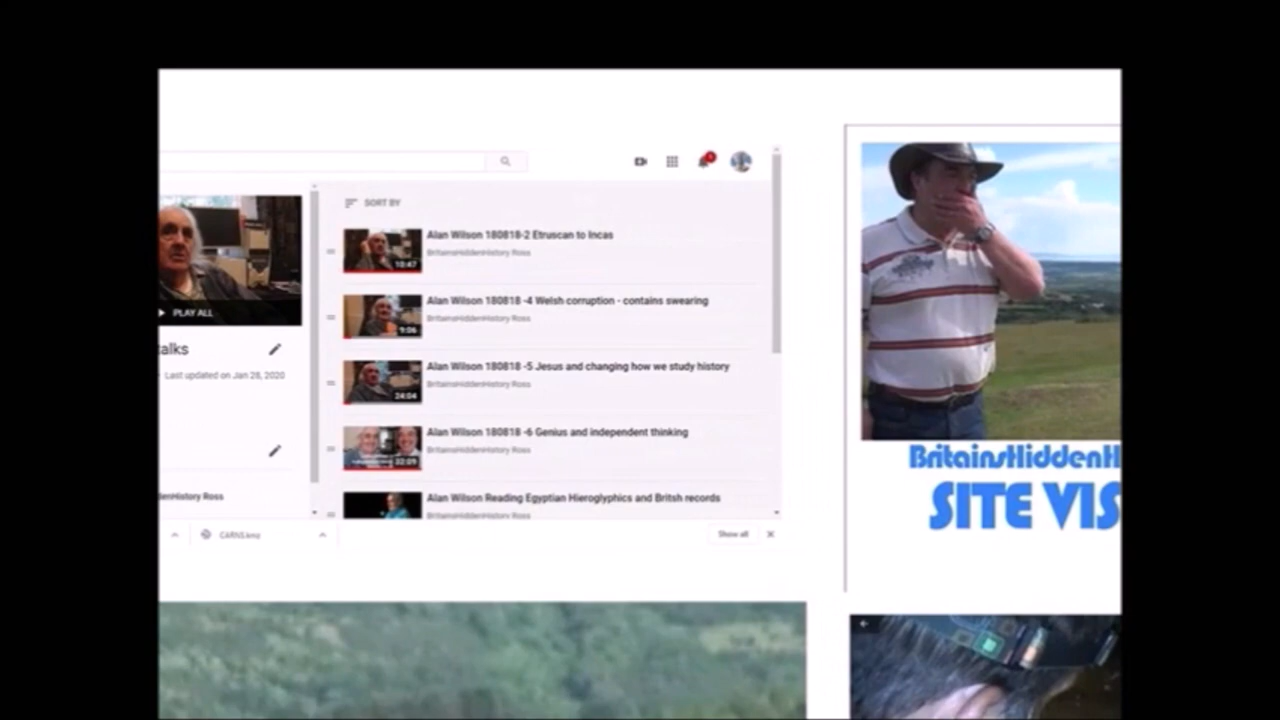 SORT BY
Alan Wilson 180818-2 Etruscan to Incas
BritainsHiddenHistory Ross
10:47
Alan Wilson 180818 -4 Welsh corruption - contains swearing
BritainsHiddenHistory Ross
9:06
PLAY ALL
alks
Last updated on Jan 28, 2020
Alan Wilson 180818 -5 Jesus and changing how we study history
BritainsHiddenHistory Ross
24:04
Alan Wilson 180818 -6 Genius and independent thinking
BritainsHiddenHistory Ross
22:09
denHistory Ross
Alan Wilson Reading Egyptian Hieroglyphics and Britsh records
BritainsHiddenHistory Ross
Show all
BritainsHiddenH
SITE VIS